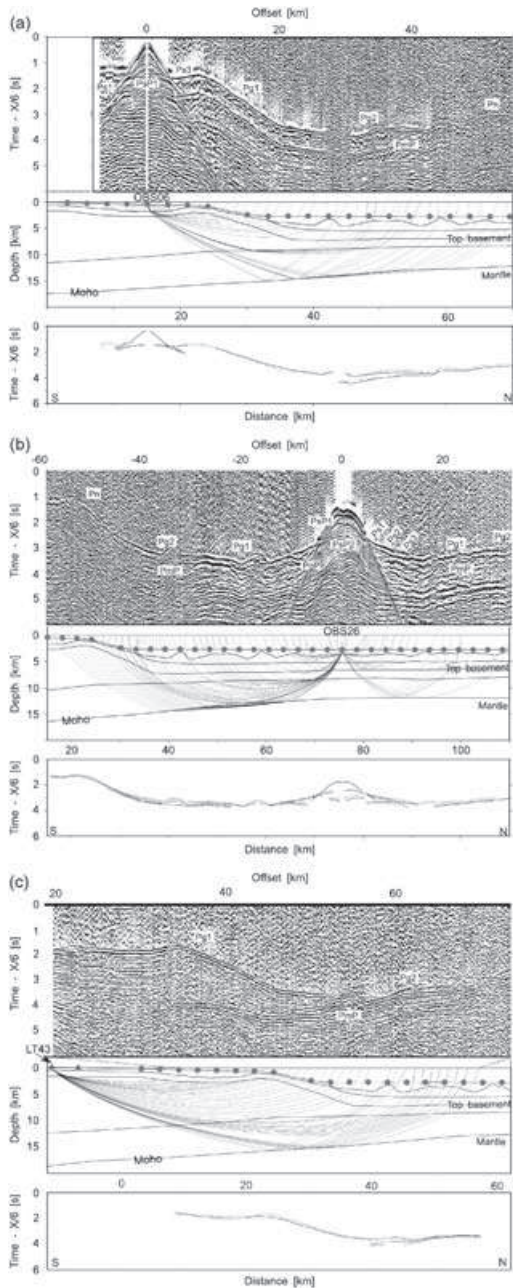 (a)
Offset [km]
0 20 40 60
0
1
2
3
4
5
Time - X/6 [s]
Pg1
Pg1
Pg2
PmP
Pn
OBS06
0
5
10
15
Depth [km]
Top basement
Mantle
Moho
20 40 60
0
2
4
6
Time - X/6 [s]
S N
Distance [km]
(b)
Offset [km]
-60 -40 -20 0 20
0
1
2
3
4
5
Time - X/6 [s]
Pn
Pg2
Pg1
PmP
Pg1
Pg2
PmP
OBS26
0
5
10
15
Depth [km]
Top basement
Mantle
Moho
20 40 60 80 100
0
2
4
6
Time - X/6 [s]
S N
Distance [km]
(c)
Offset [km]
20 40 60
0
1
2
3
4
5
Time - X/6 [s]
Pg1
LT43
0
5
10
15
Depth [km]
Top basement
Mantle
Moho
0 20 40 60
0
2
4
6
Time - X/6 [s]
S N
Distance [km]